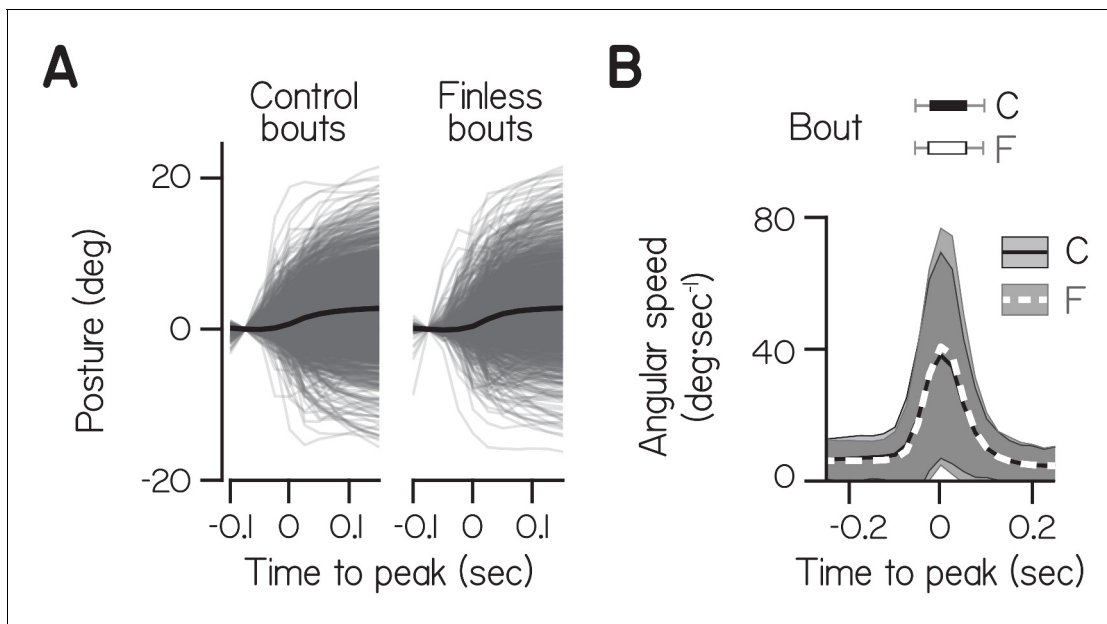 A
Control
bouts
Finless
bouts
20
0
-20
Posture (deg)
-0.1 0 0.1
-0.1 0 0.1
Time to peak (sec)
B
Bout
C
F
80
40
0
Angular speed
(deg·sec⁻¹)
C
F
-0.2 0 0.2
Time to peak (sec)